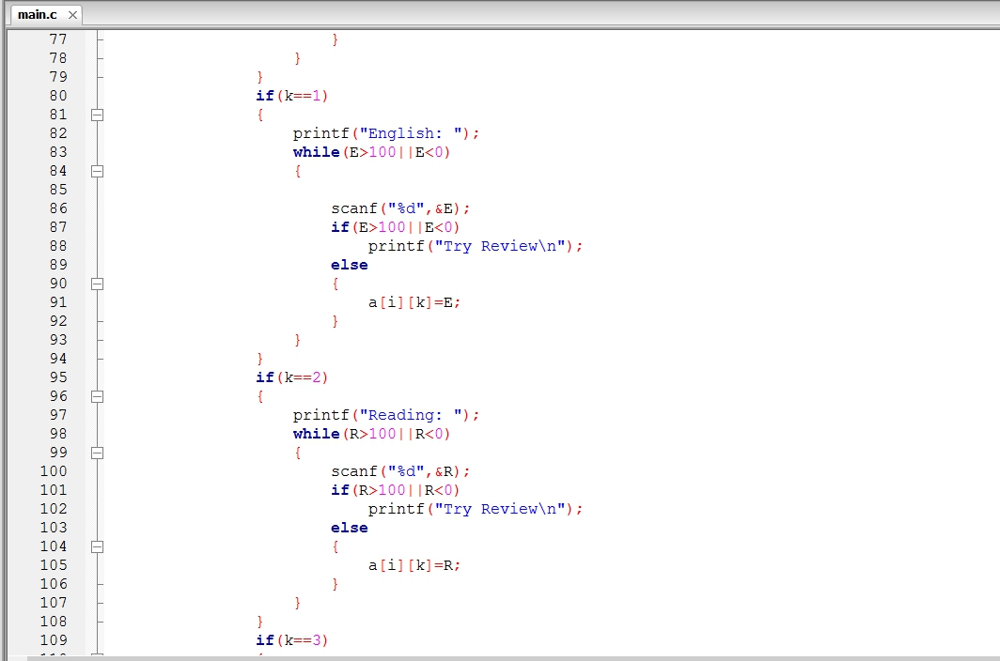 main.c
77 }
78 }
79 }
80 if(k==1)
81 {
82 printf("English: ");
83 while(E>100||E<0)
84 {
85
86 scanf("%d",&E);
87 if(E>100||E<0)
88 printf("Try Review\n");
89 else
90 {
91 a[i][k]=E;
92 }
93 }
94 }
95 if(k==2)
96 {
97 printf("Reading: ");
98 while(R>100||R<0)
99 {
100 scanf("%d",&R);
101 if(R>100||R<0)
102 printf("Try Review\n");
103 else
104 {
105 a[i][k]=R;
106 }
107 }
108 }
109 if(k==3)